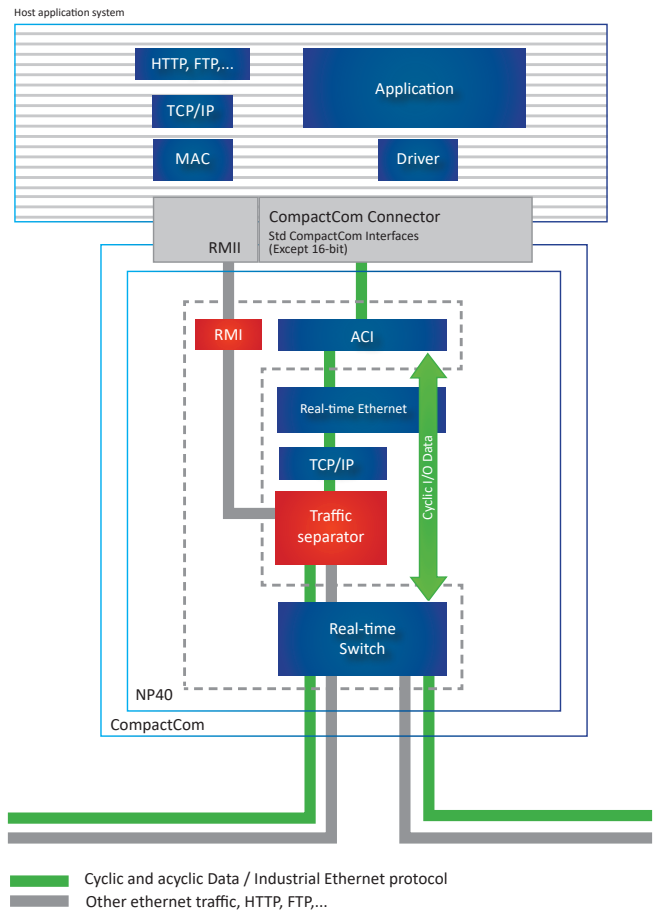 Host application system
HTTP, FTP,...
Application
TCP/IP
MAC
Driver
CompactCom Connector
Std CompactCom Interfaces
(Except 16-bit)
RMII
RMI
ACI
Real-time Ethernet
TCP/IP
Cyclic I/O Data
Traffic
separator
Real-time
Switch
NP40
CompactCom
Cyclic and acyclic Data / Industrial Ethernet protocol
Other ethernet traffic, HTTP, FTP,...